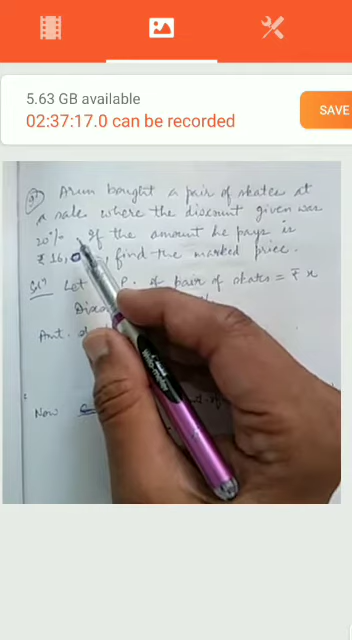 5.63 GB available
02:37:17.0 can be recorded
SAVE
Arun bought a pair of skates at
a sale where the discount given was
20%. If the amount he pays is
₹ 16, find the marked price.
Solⁿ Let P. of pair of skates = ₹ x
Disco
Amt.
Now